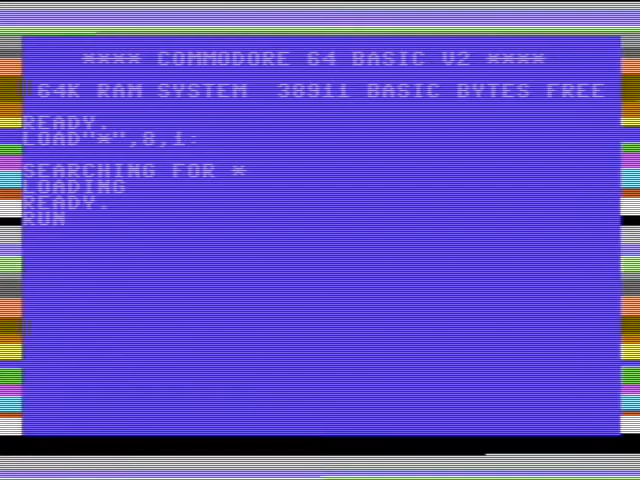 **** COMMODORE 64 BASIC V2 ****
64K RAM SYSTEM  38911 BASIC BYTES FREE
READY.
LOAD"*",8,1:
SEARCHING FOR *
LOADING
READY.
RUN